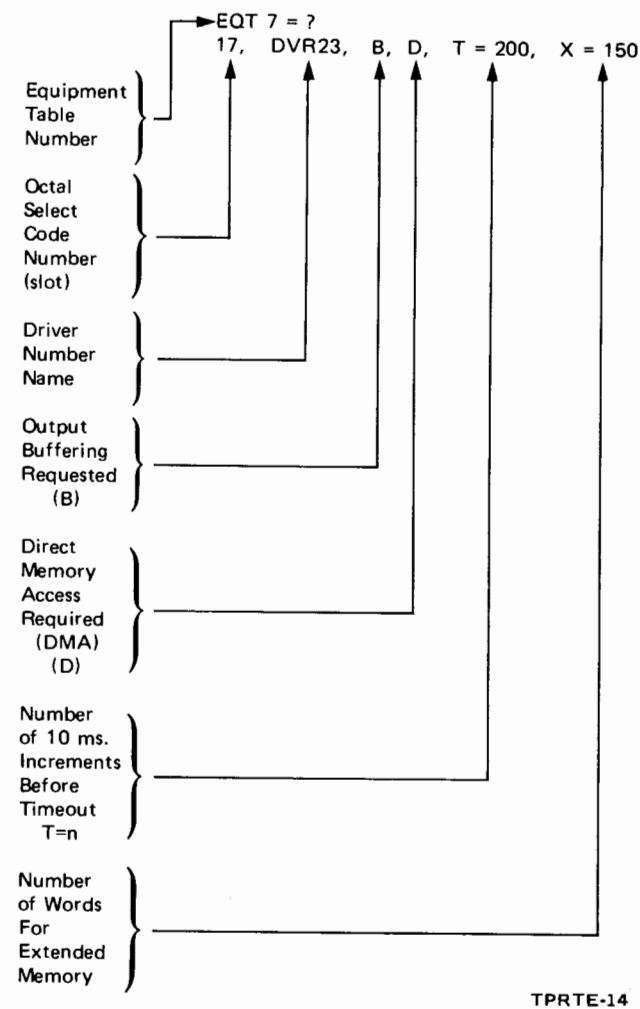 EQT 7 = ?
17, DVR23, B, D, T = 200, X = 150
Equipment
Table
Number
Octal
Select
Code
Number
(slot)
Driver
Number
Name
Output
Buffering
Requested
(B)
Direct
Memory
Access
Required
(DMA)
(D)
Number
of 10 ms.
Increments
Before
Timeout
T=n
Number
of Words
For
Extended
Memory
TPRTE-14